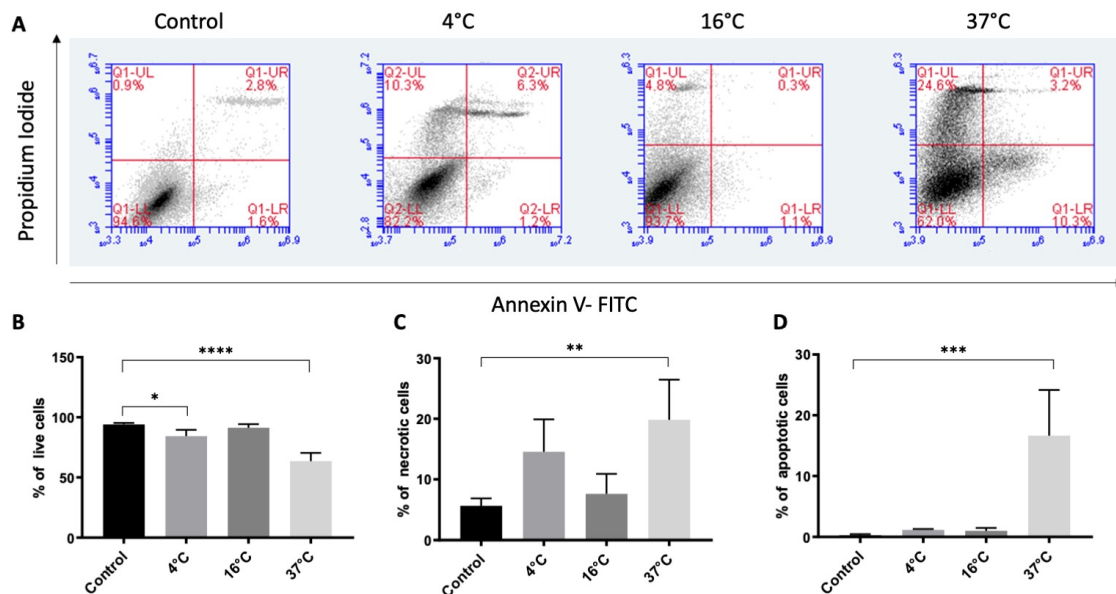 A
Control
4°C
16°C
37°C
Propidium Iodide
Q1-UL
0.9%
Q1-UR
2.8%
Q1-LL
94.6%
Q1-LR
1.6%
Q2-UL
10.3%
Q2-UR
6.3%
Q2-LL
82.2%
Q2-LR
1.2%
Q1-UL
4.8%
Q1-UR
0.3%
Q1-LL
93.7%
Q1-LR
1.1%
Q1-UL
24.6%
Q1-UR
3.2%
Q1-LL
62.0%
Q1-LR
10.3%
Annexin V- FITC
B
% of live cells
150
100
50
0
****
*
Control
4°C
16°C
37°C
C
% of necrotic cells
30
20
10
0
**
Control
4°C
16°C
37°C
D
% of apoptotic cells
30
20
10
0
***
Control
4°C
16°C
37°C